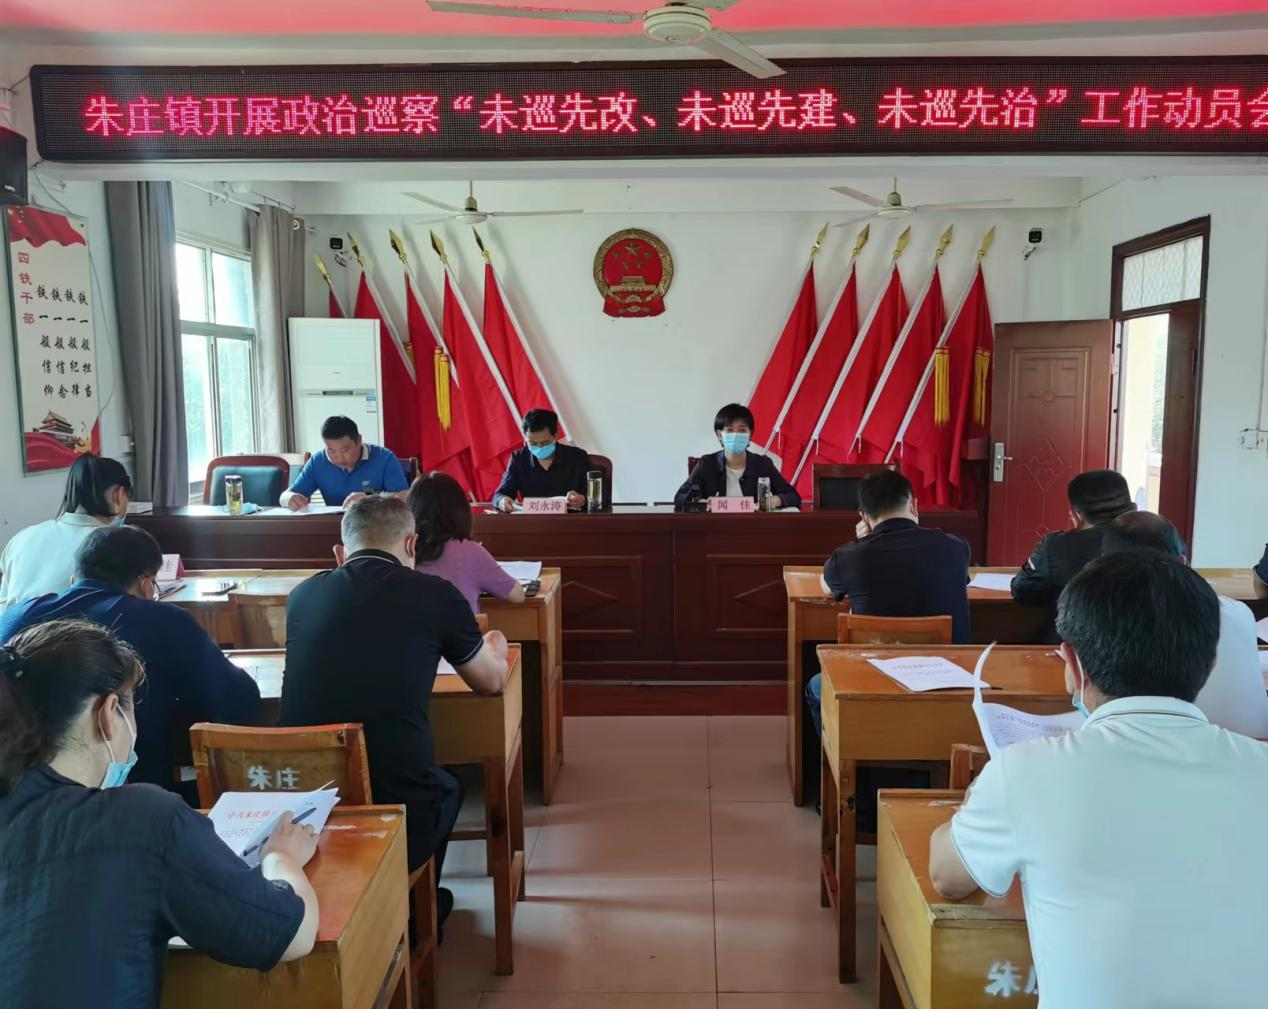 朱庄镇开展政治巡察“未巡先改、未巡先建、未巡先治”工作动员会
四铁干部
铁一般信仰
铁一般信念
铁一般纪律
铁一般担当
刘永涛
闻佳
朱庄
朱庄